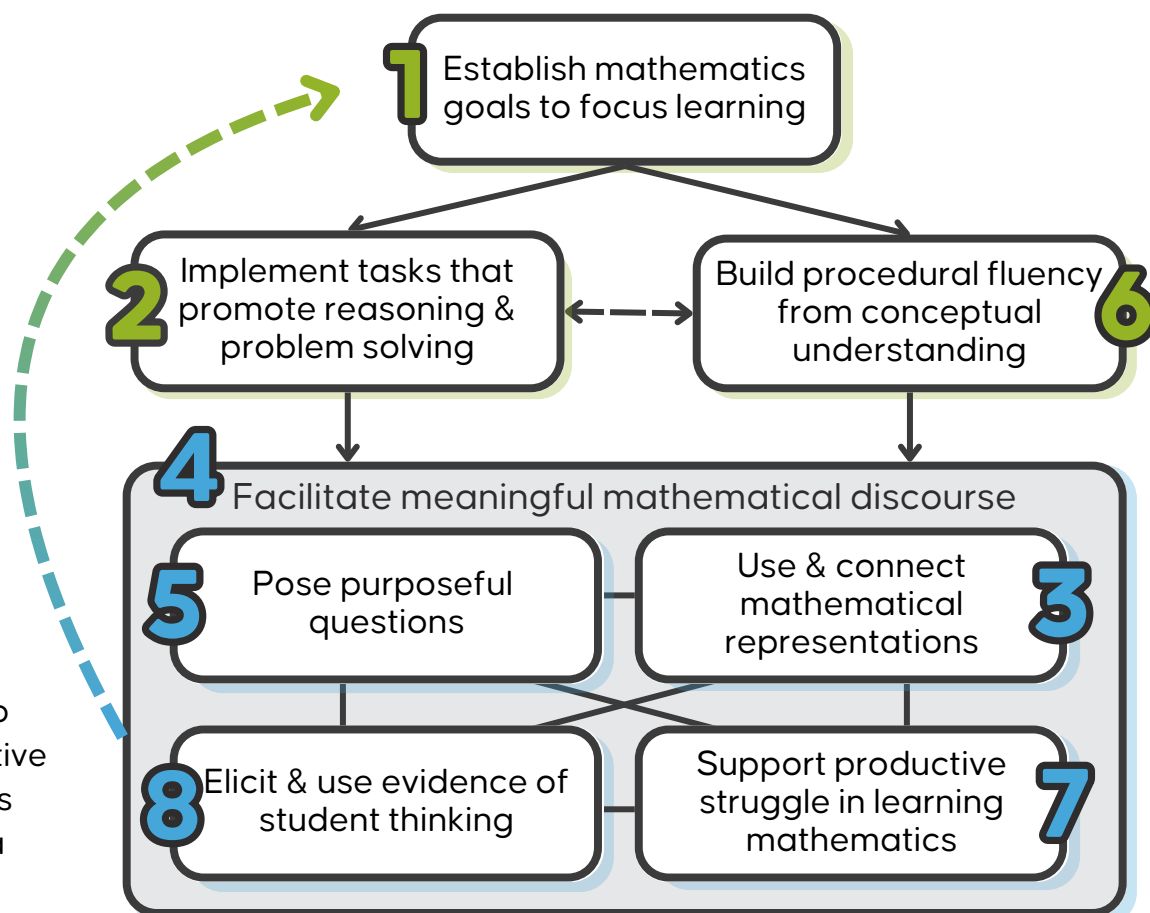 1
Establish mathematics
goals to focus learning
2
Implement tasks that
promote reasoning &
problem solving
Build procedural fluency
from conceptual
understanding
6
4
Facilitate meaningful mathematical discourse
5
Pose purposeful
questions
Use & connect
mathematical
representations
3
8
Elicit & use evidence of
student thinking
Support productive
struggle in learning
mathematics
7